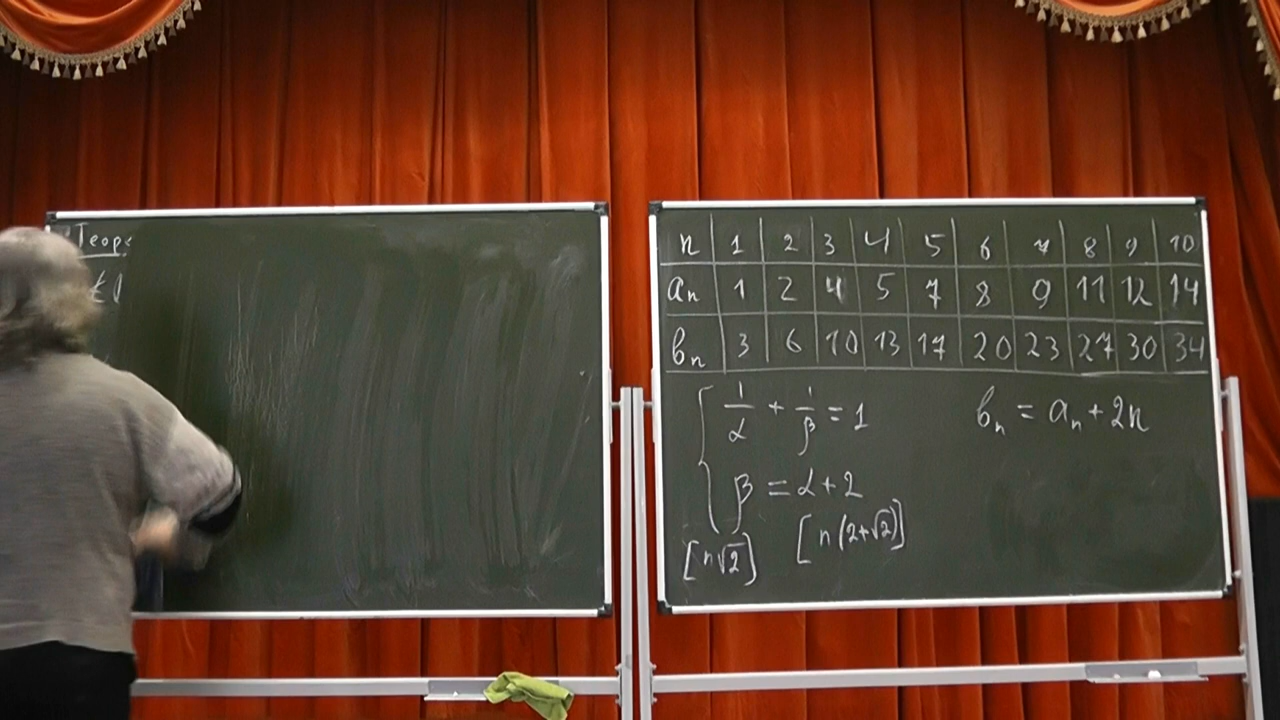 Теор
n 1 2 3 4 5 6 7 8 9 10
aₙ 1 2 4 5 7 8 9 11 12 14
bₙ 3 6 10 13 17 20 23 27 30 34
1/α + 1/β = 1
bₙ = aₙ + 2n
β = α + 2
[n√2] [n(2+√2)]